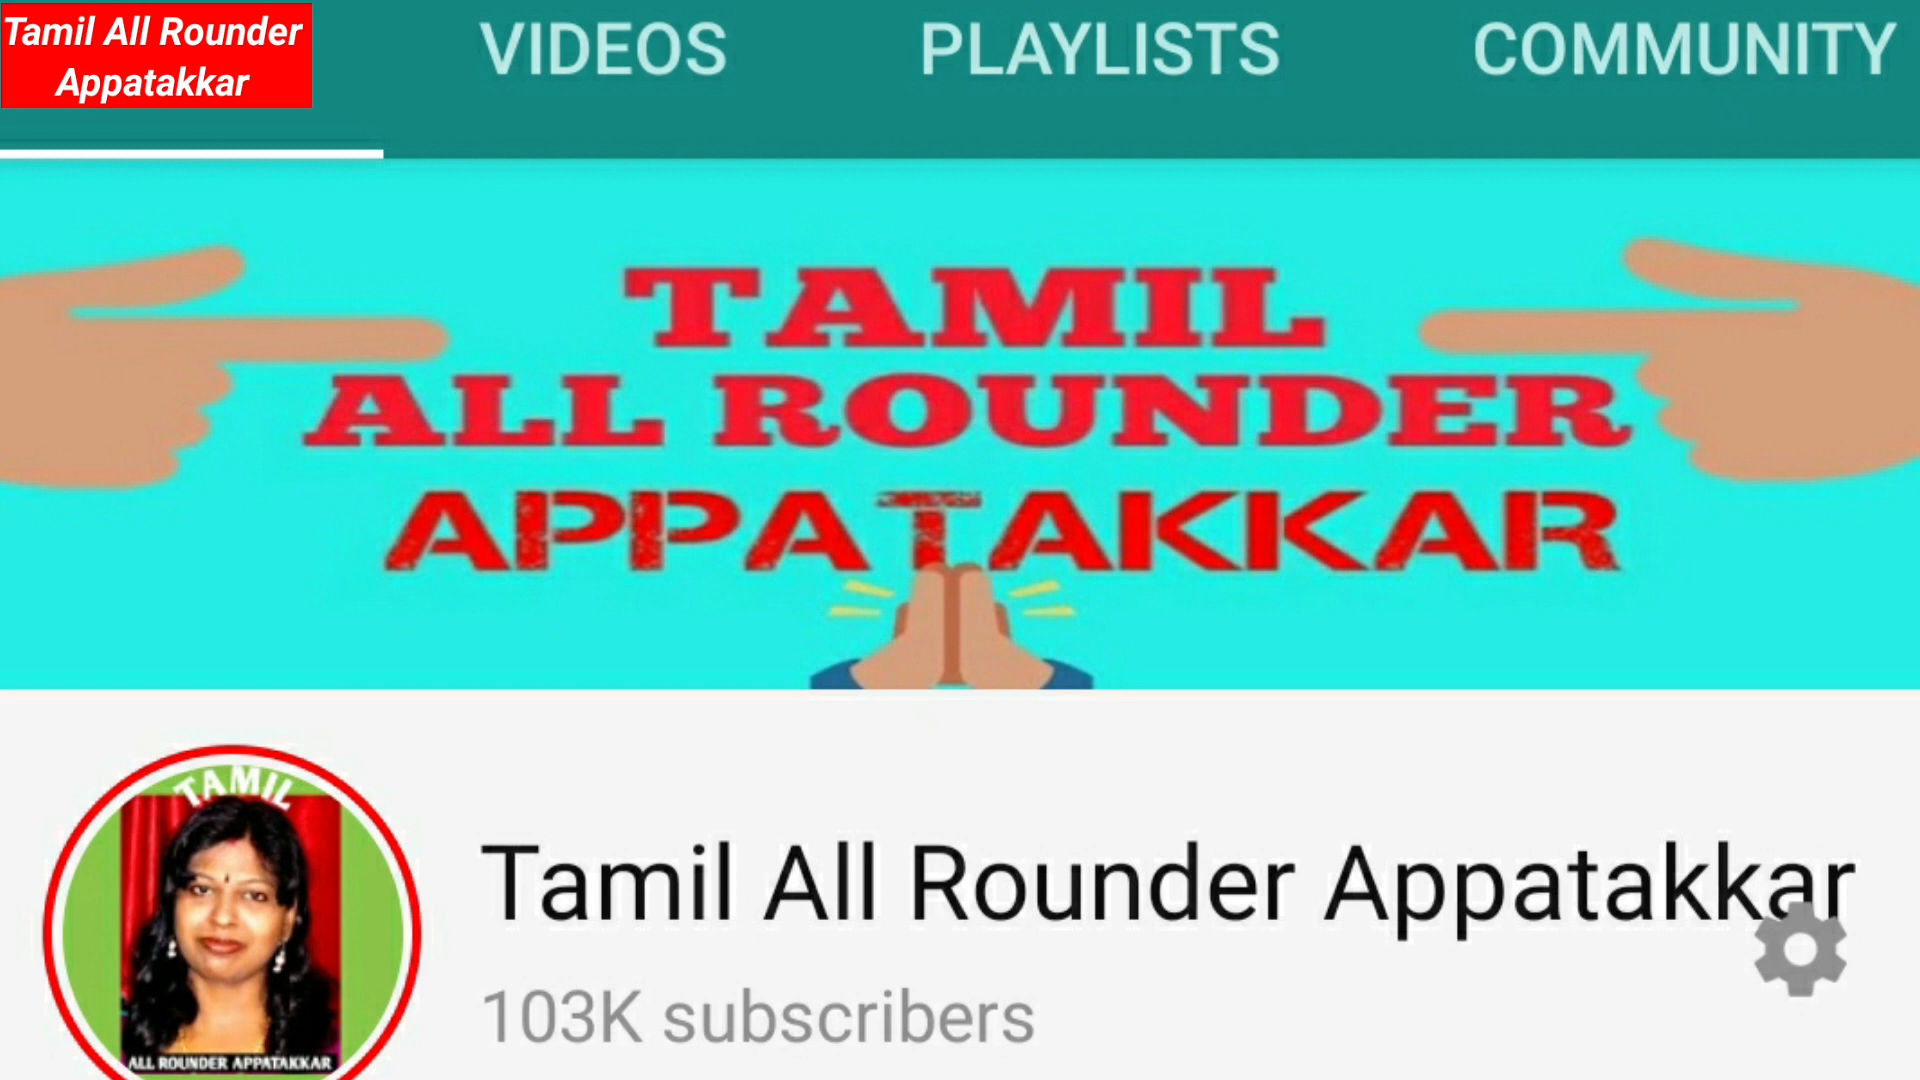 Tamil All Rounder
Appatakkar
VIDEOS
PLAYLISTS
COMMUNITY
TAMIL
ALL ROUNDER
APPATAKKAR
TAMIL
ALL ROUNDER APPATAKKAR
Tamil All Rounder Appatakkar
103K subscribers